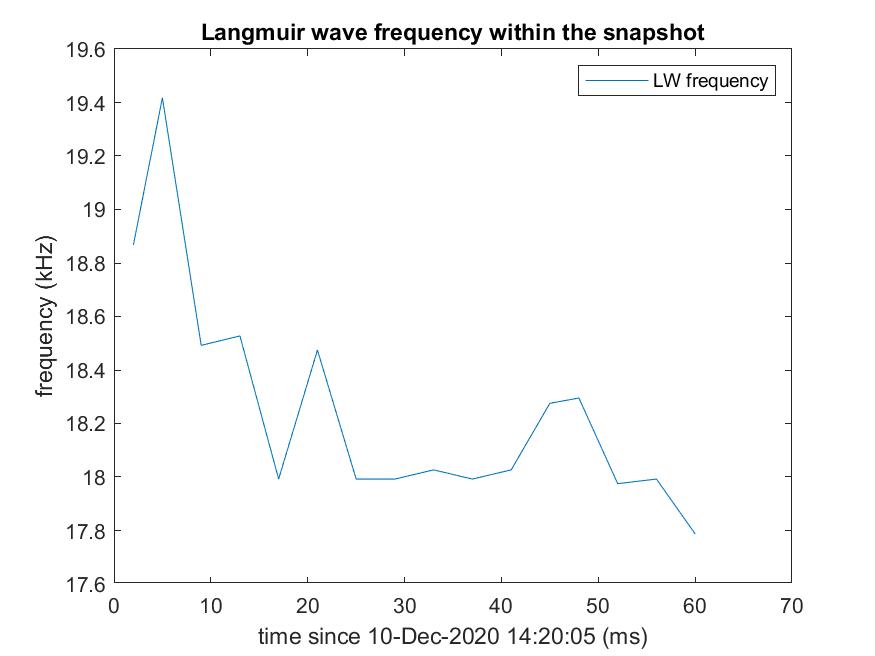 Langmuir wave frequency within the snapshot
19.6
19.4
19.2
19
18.8
18.6
18.4
18.2
18
17.8
17.6
frequency (kHz)
LW frequency
0 10 20 30 40 50 60 70
time since 10-Dec-2020 14:20:05 (ms)